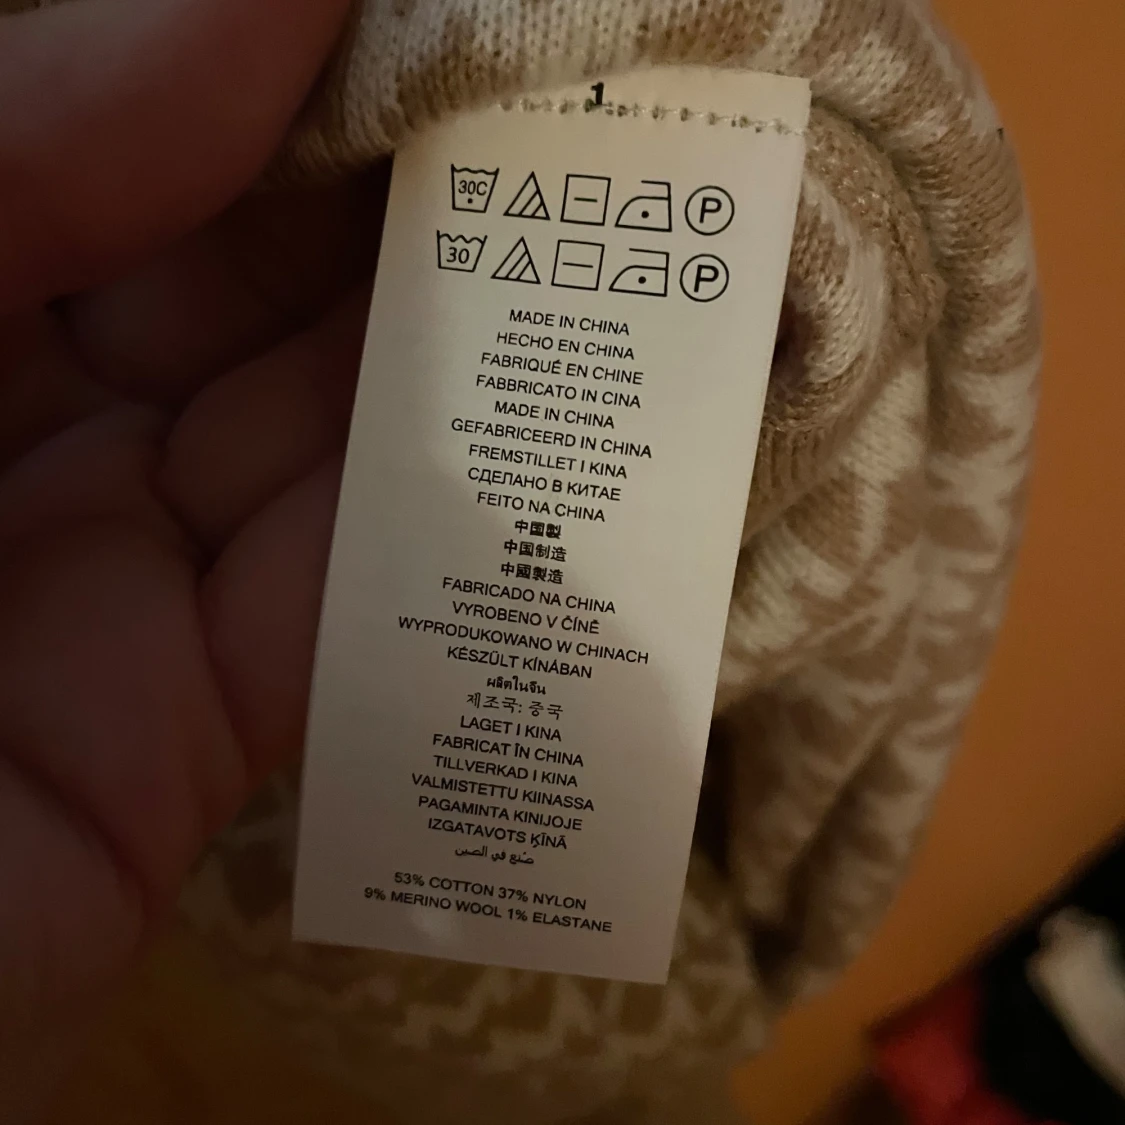 1
30C P
30 P
MADE IN CHINA
HECHO EN CHINA
FABRIQUÉ EN CHINE
FABBRICATO IN CINA
MADE IN CHINA
GEFABRICEERD IN CHINA
FREMSTILLET I KINA
СДЕЛАНО В КИТАЕ
FEITO NA CHINA
中国製
中国制造
中國製造
FABRICADO NA CHINA
VYROBENO V ČÍNĚ
WYPRODUKOWANO W CHINACH
KÉSZÜLT KÍNÁBAN
ผลิตในจีน
제조국: 중국
LAGET I KINA
FABRICAT ÎN CHINA
TILLVERKAD I KINA
VALMISTETTU KIINASSA
PAGAMINTA KINIJOJE
IZGATAVOTS ĶĪNĀ
صُنع في الصين
53% COTTON 37% NYLON
9% MERINO WOOL 1% ELASTANE